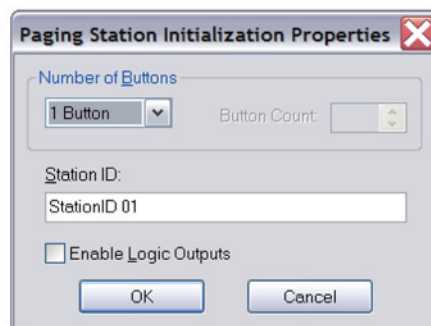 Paging Station Initialization Properties
Number of Buttons
1 Button Button Count:
Station ID:
StationID 01
Enable Logic Outputs
OK Cancel